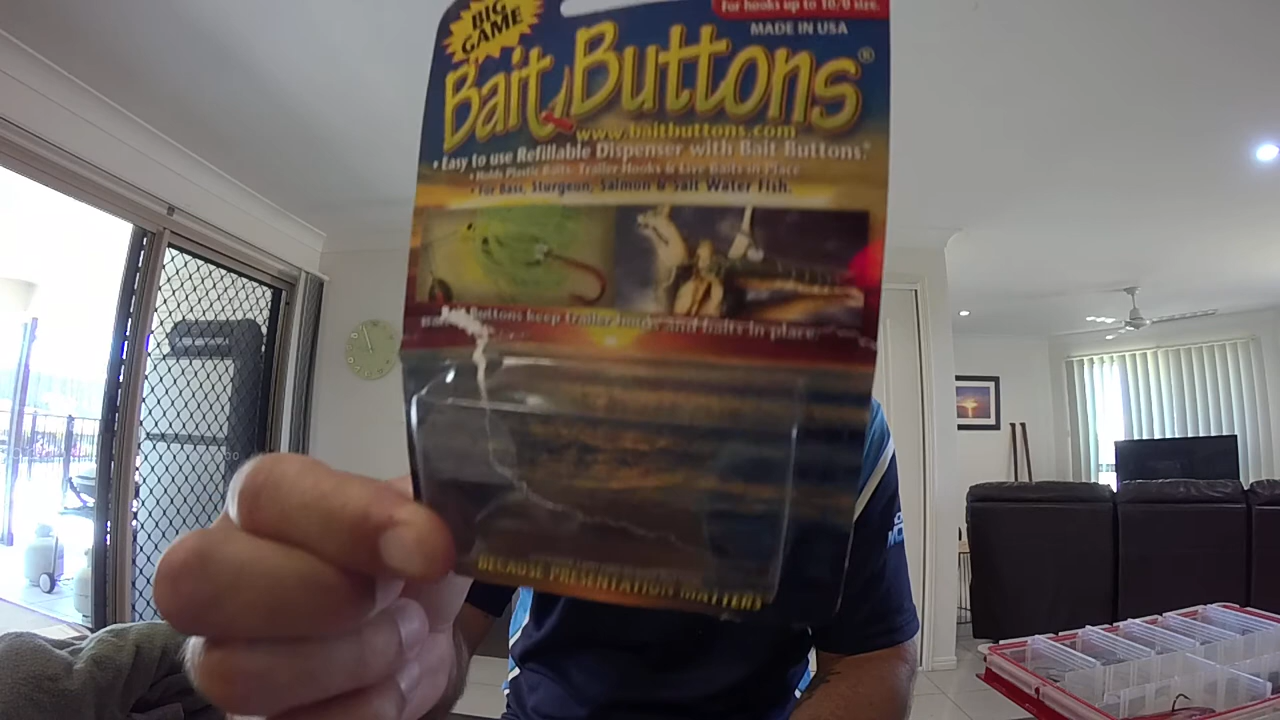 BIG
GAME
For hooks up to 10/0 size.
MADE IN USA
Bait Buttons®
www.baitbuttons.com
• Easy to use Refillable Dispenser with Bait Buttons.®
• Holds Plastic Baits, Trailer Hooks & Live Baits in Place
• For Bass, Sturgeon, Salmon & Salt Water Fish.
Bait Buttons keep trailer hooks and baits in place.
BECAUSE PRESENTATION MATTERS